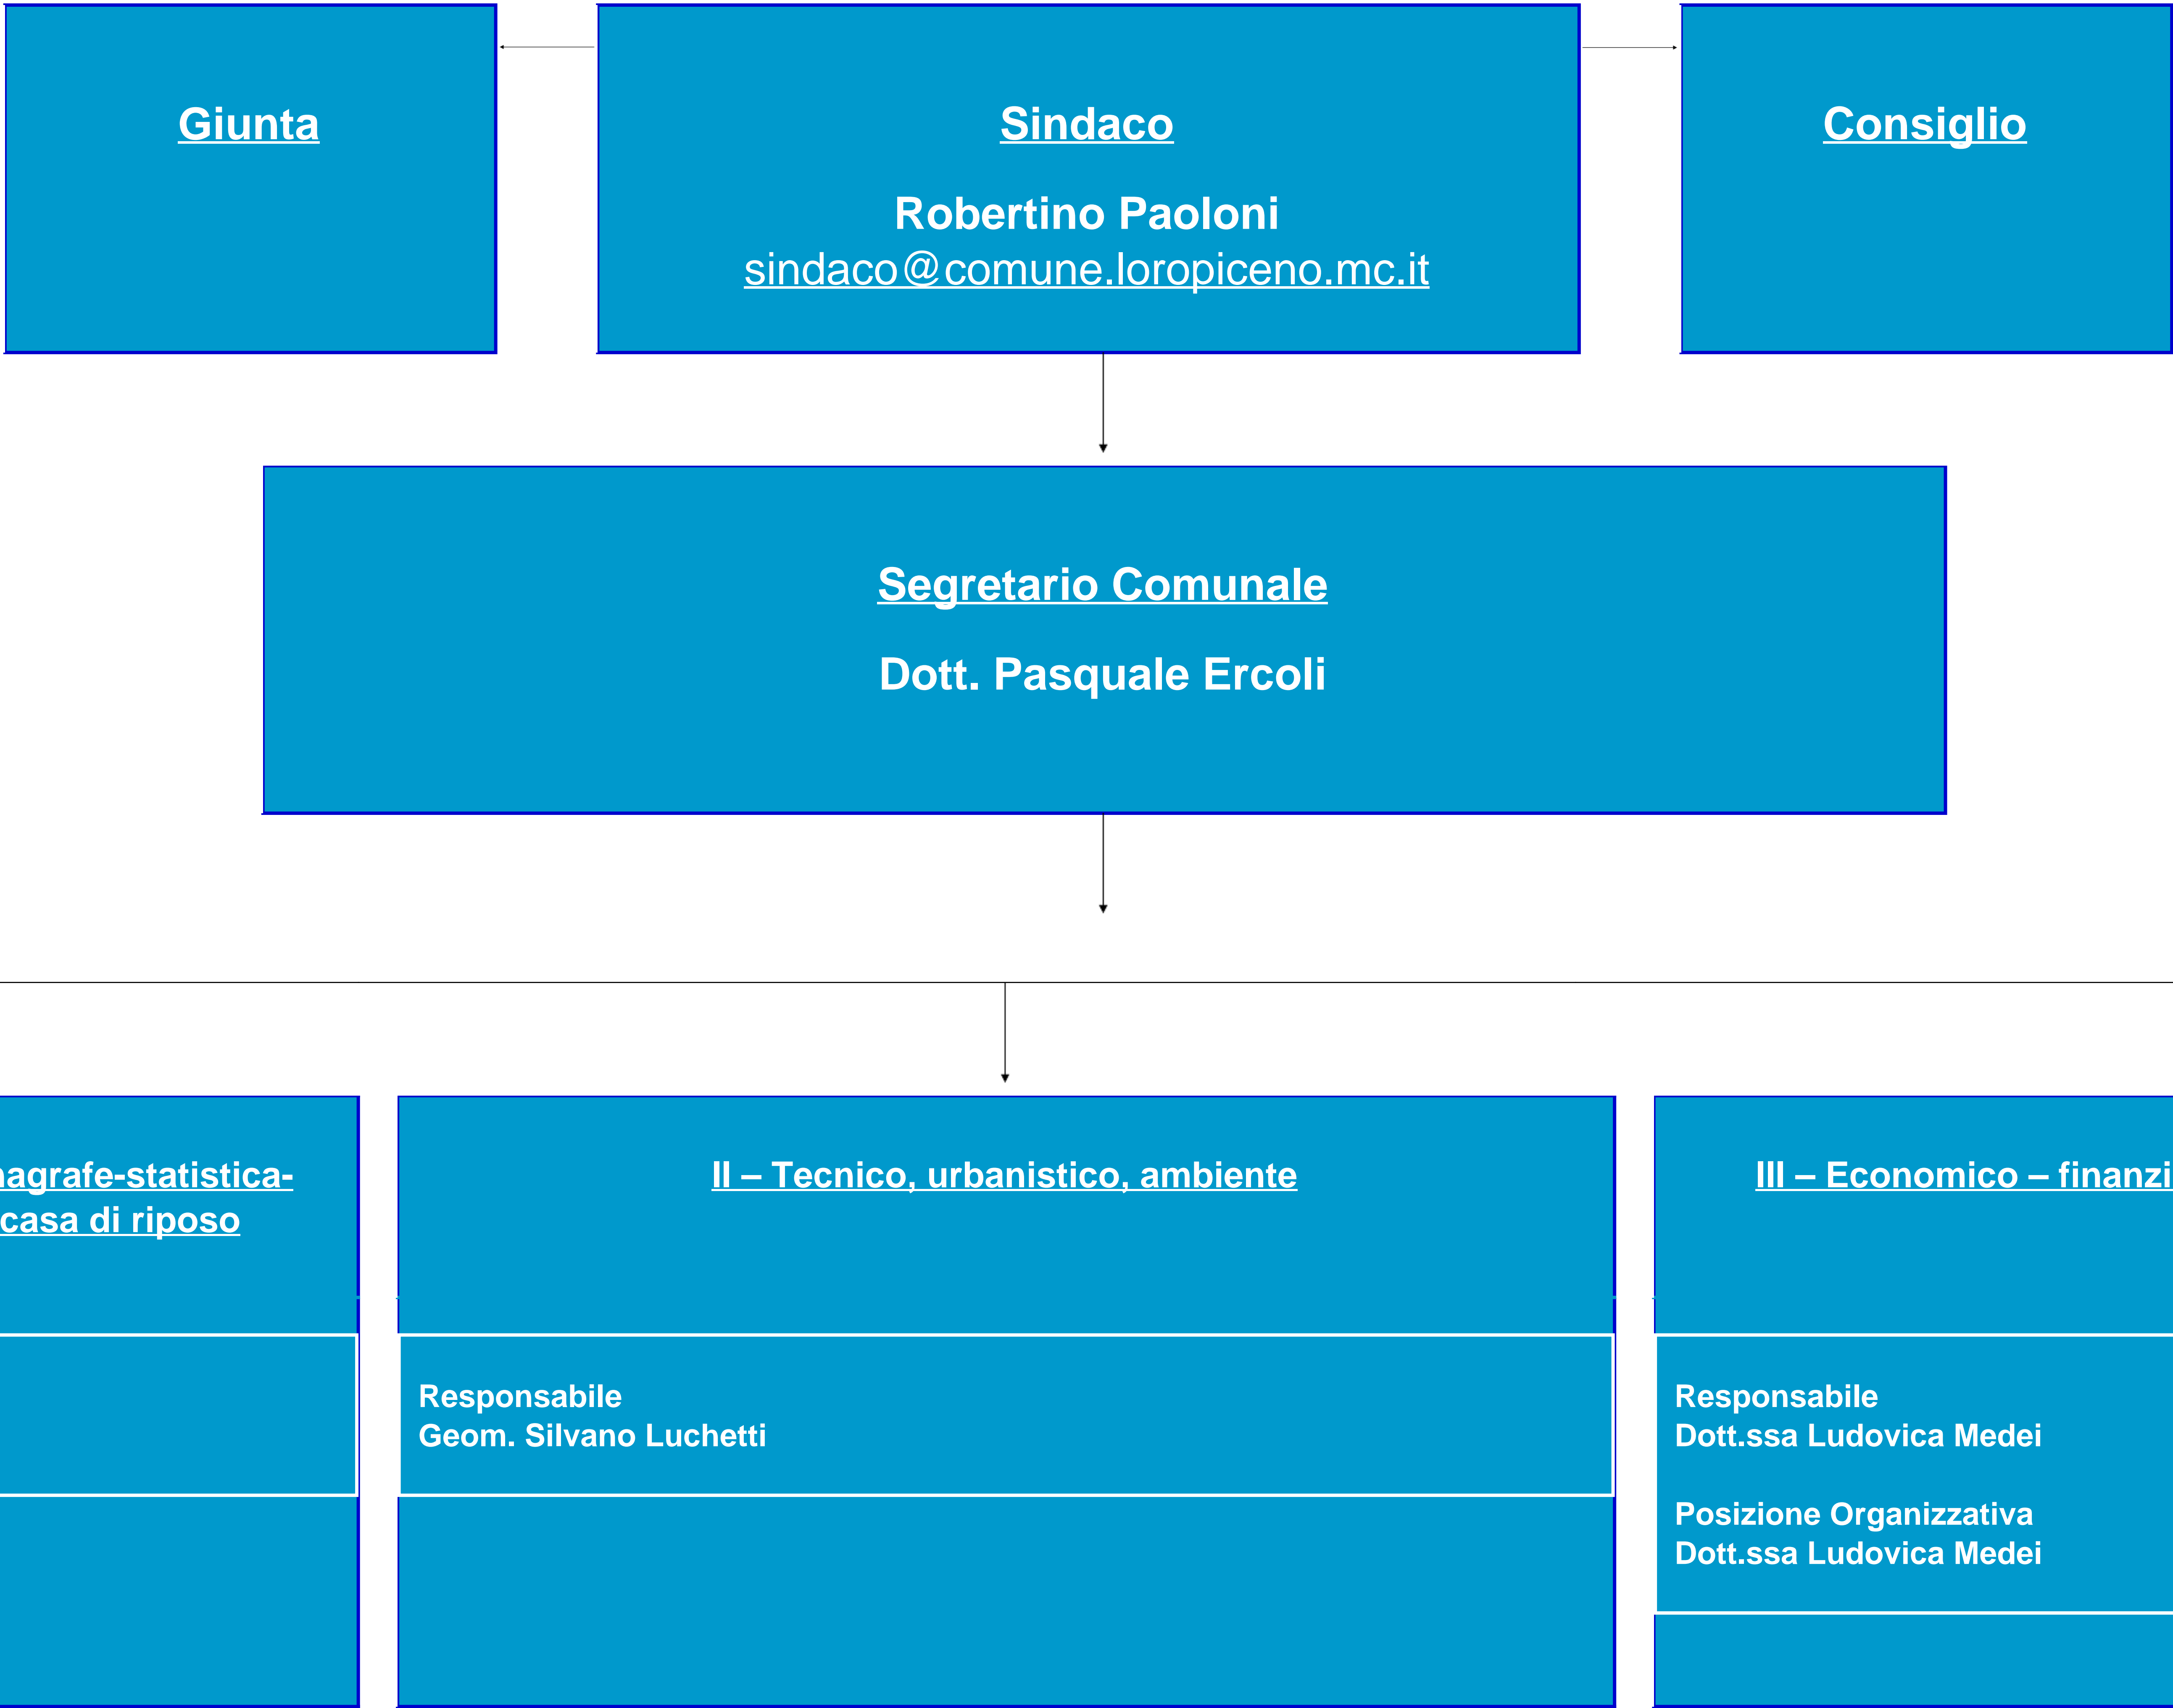 Giunta
Sindaco
Robertino Paoloni
sindaco@comune.loropiceno.mc.it
Consiglio
Segretario Comunale
Dott. Pasquale Ercoli
agrafe-statistica-
casa di riposo
II – Tecnico, urbanistico, ambiente
Responsabile
Geom. Silvano Luchetti
III – Economico – finanzi
Responsabile
Dott.ssa Ludovica Medei
Posizione Organizzativa
Dott.ssa Ludovica Medei